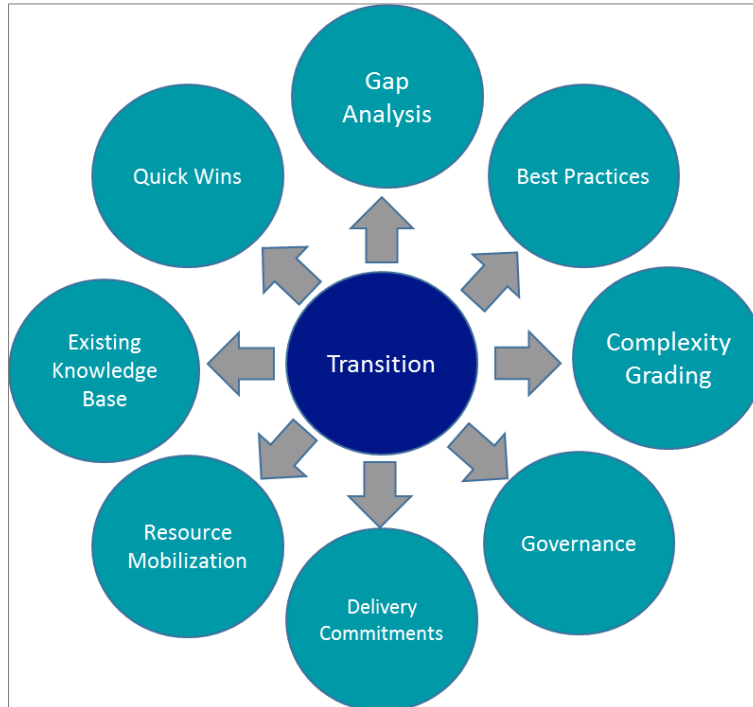 Gap
Analysis
Quick Wins
Best Practices
Existing
Knowledge
Base
Transition
Complexity
Grading
Resource
Mobilization
Governance
Delivery
Commitments